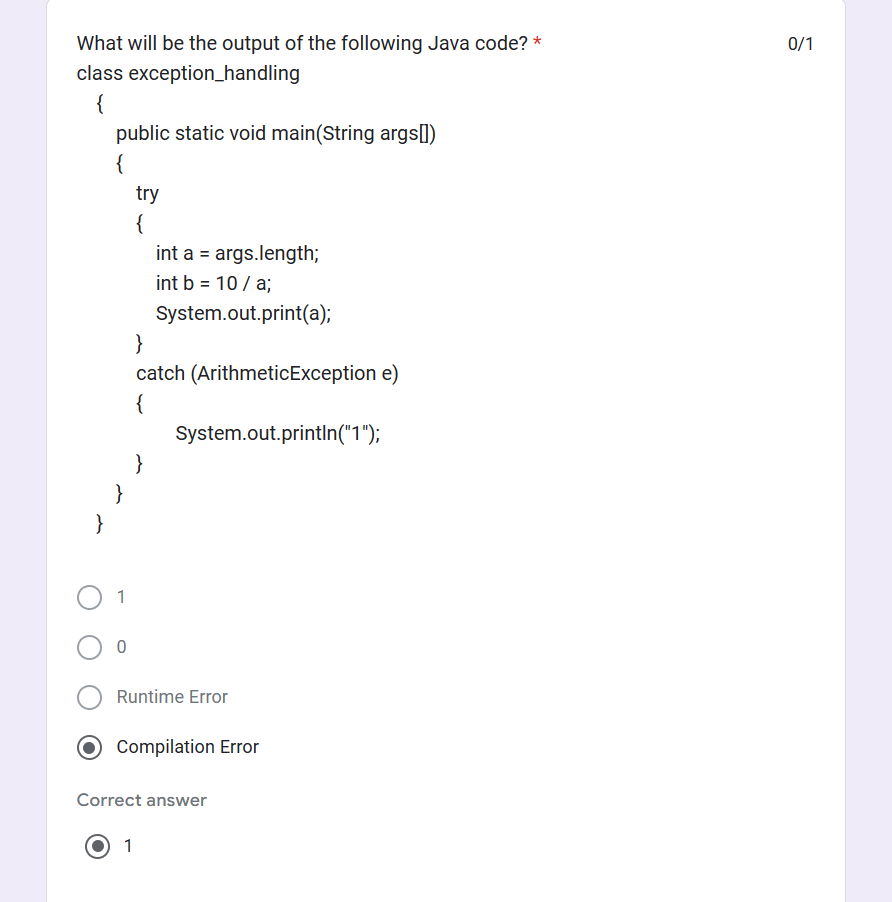 What will be the output of the following Java code? *
0/1
class exception_handling
{
public static void main(String args[])
{
try
{
int a = args.length;
int b = 10 / a;
System.out.print(a);
}
catch (ArithmeticException e)
{
System.out.println("1");
}
}
}
1
0
Runtime Error
Compilation Error
Correct answer
1